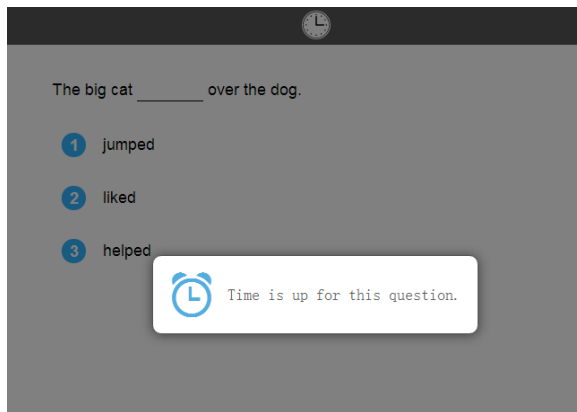 The big cat ________ over the dog.
1 jumped
2 liked
3 helped
Time is up for this question.